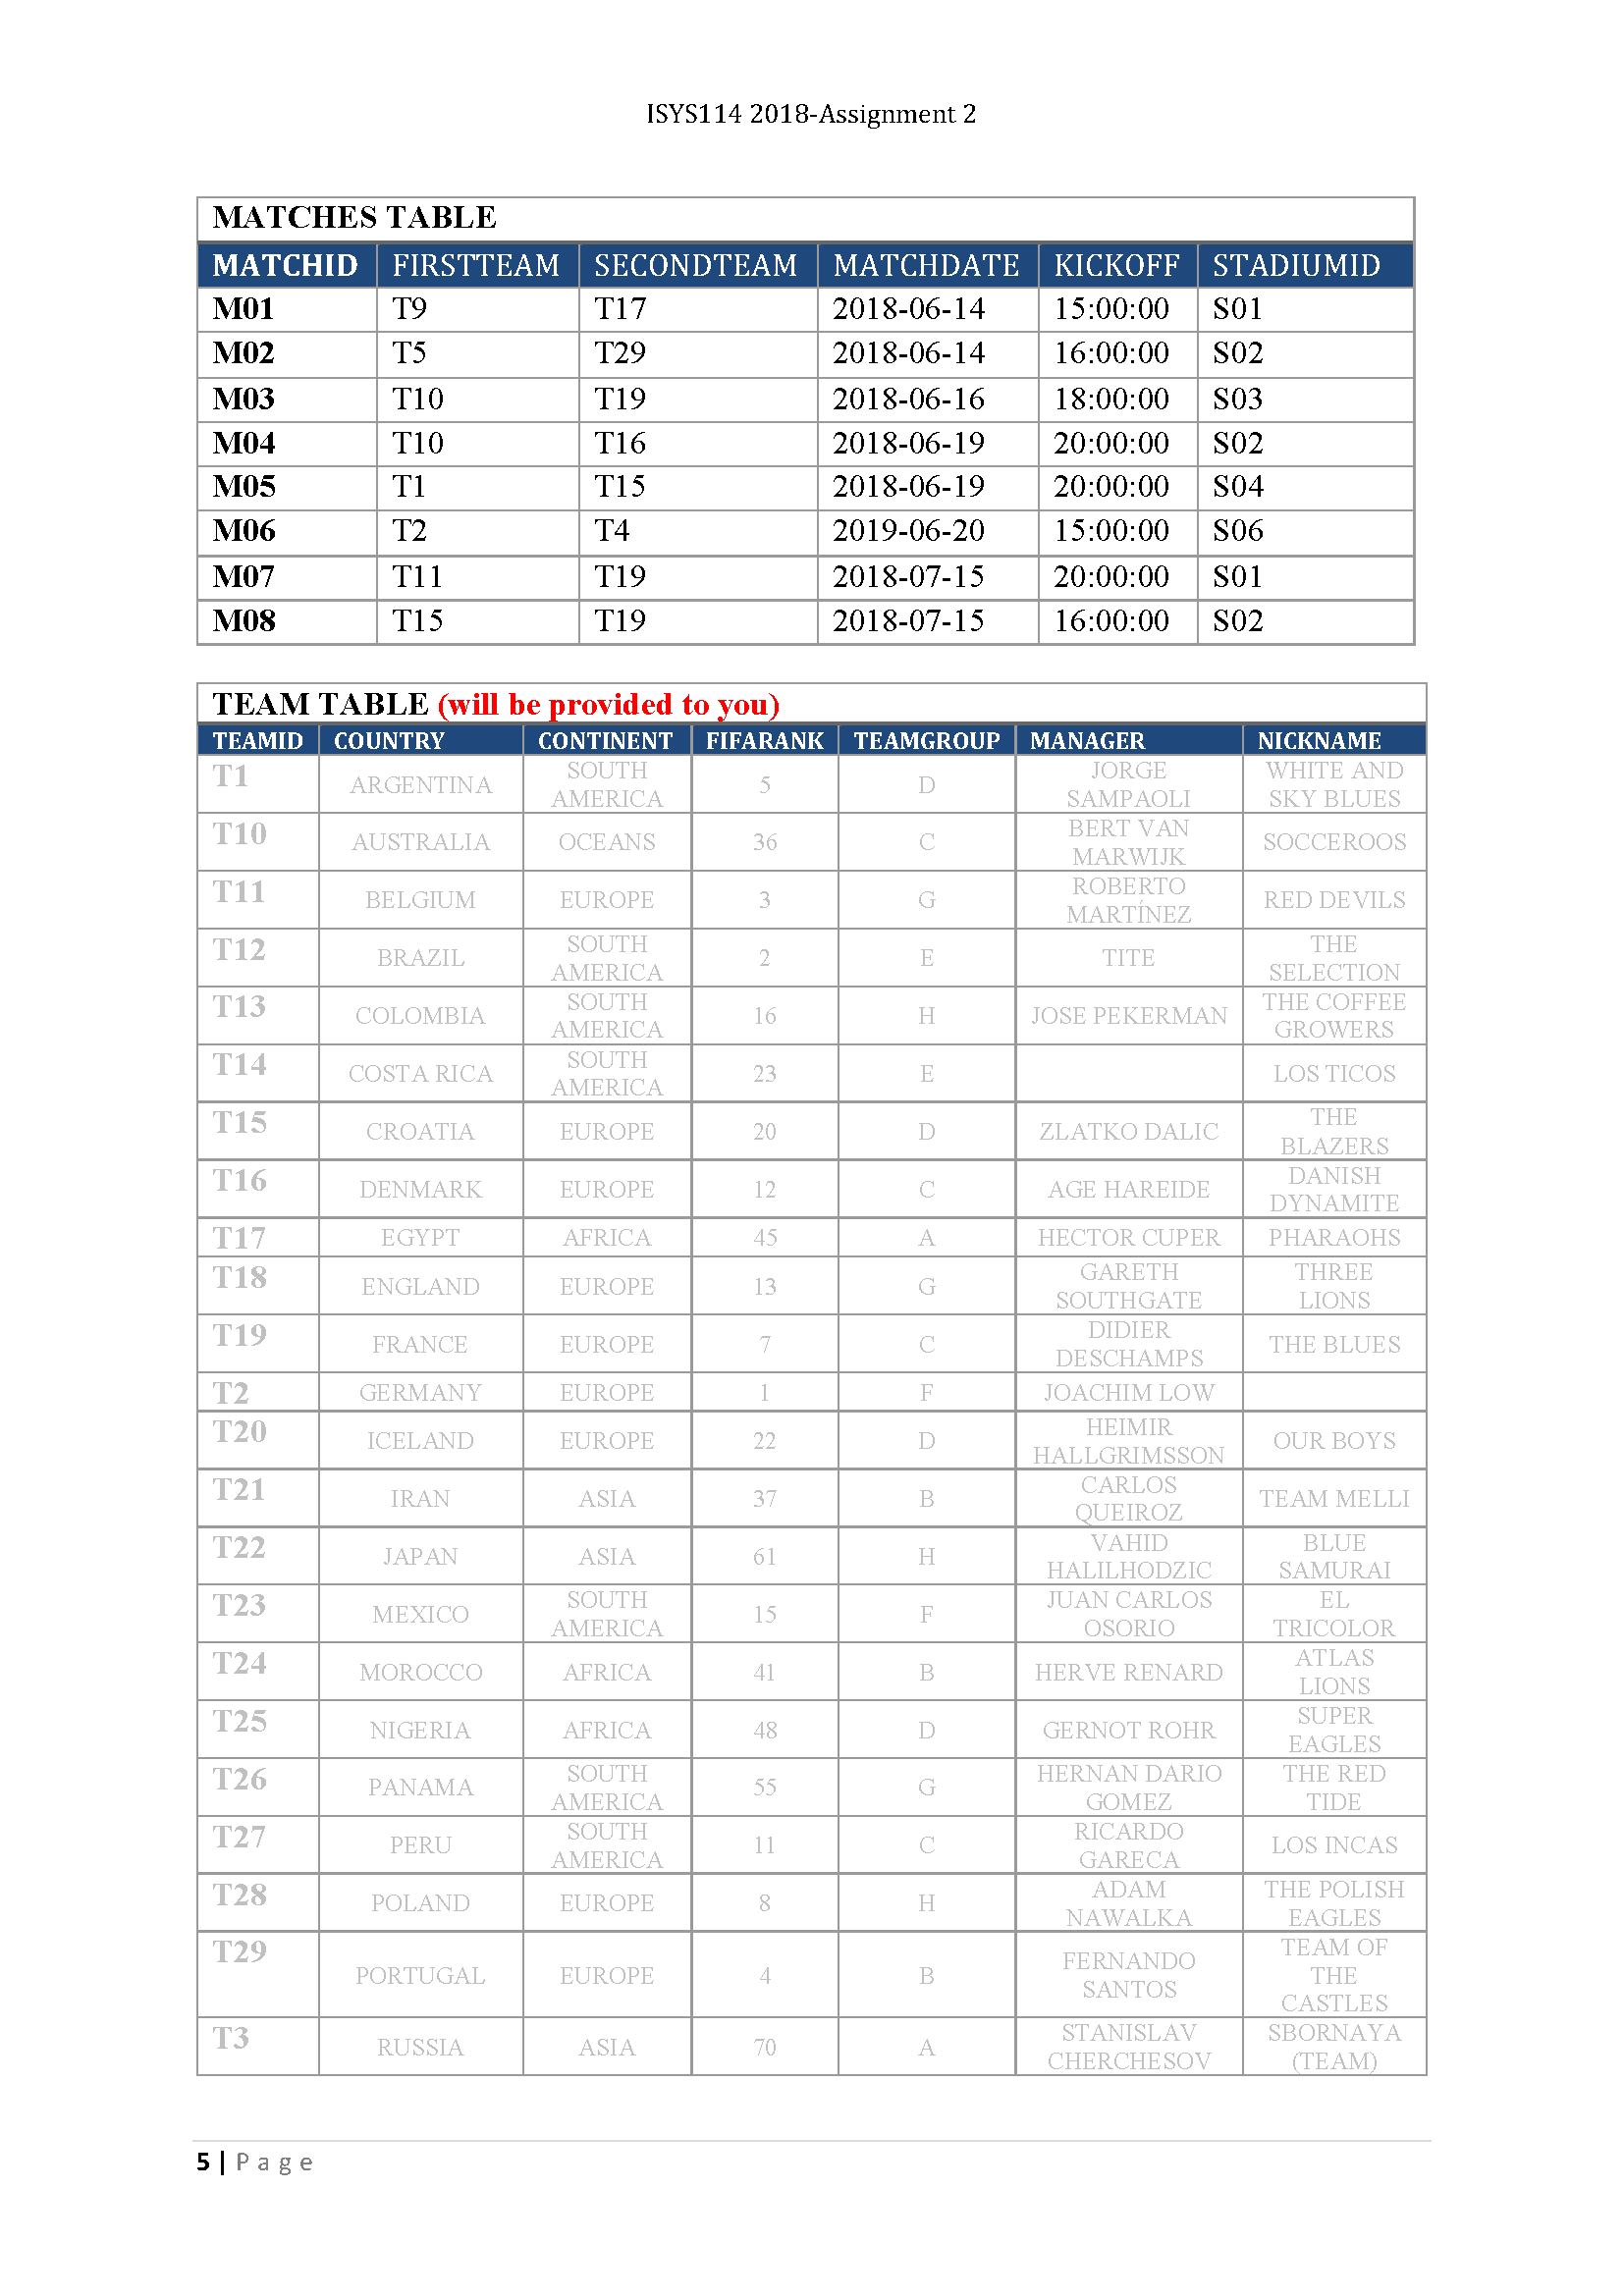 ISYS114 2018-Assignment 2
MATCHES TABLE
MATCHID FIRSTTEAM SECONDTEAM MATCHDATE KICKOFF STADIUMID
M01 T9 T17 2018-06-14 15:00:00 S01
M02 T5 T29 2018-06-14 16:00:00 S02
M03 T10 T19 2018-06-16 18:00:00 S03
M04 T10 T16 2018-06-19 20:00:00 S02
M05 T1 T15 2018-06-19 20:00:00 S04
M06 T2 T4 2019-06-20 15:00:00 S06
M07 T11 T19 2018-07-15 20:00:00 S01
M08 T15 T19 2018-07-15 16:00:00 S02
TEAM TABLE (will be provided to you)
TEAMID COUNTRY CONTINENT FIFARANK TEAMGROUP MANAGER NICKNAME
T1 ARGENTINA SOUTH AMERICA 5 D JORGE SAMPAOLI WHITE AND SKY BLUES
T10 AUSTRALIA OCEANS 36 C BERT VAN MARWIJK SOCCEROOS
T11 BELGIUM EUROPE 3 G ROBERTO MARTÍNEZ RED DEVILS
T12 BRAZIL SOUTH AMERICA 2 E TITE THE SELECTION
T13 COLOMBIA SOUTH AMERICA 16 H JOSE PEKERMAN THE COFFEE GROWERS
T14 COSTA RICA SOUTH AMERICA 23 E LOS TICOS
T15 CROATIA EUROPE 20 D ZLATKO DALIC THE BLAZERS
T16 DENMARK EUROPE 12 C AGE HAREIDE DANISH DYNAMITE
T17 EGYPT AFRICA 45 A HECTOR CUPER PHARAOHS
T18 ENGLAND EUROPE 13 G GARETH SOUTHGATE THREE LIONS
T19 FRANCE EUROPE 7 C DIDIER DESCHAMPS THE BLUES
T2 GERMANY EUROPE 1 F JOACHIM LOW
T20 ICELAND EUROPE 22 D HEIMIR HALLGRIMSSON OUR BOYS
T21 IRAN ASIA 37 B CARLOS QUEIROZ TEAM MELLI
T22 JAPAN ASIA 61 H VAHID HALILHODZIC BLUE SAMURAI
T23 MEXICO SOUTH AMERICA 15 F JUAN CARLOS OSORIO EL TRICOLOR
T24 MOROCCO AFRICA 41 B HERVE RENARD ATLAS LIONS
T25 NIGERIA AFRICA 48 D GERNOT ROHR SUPER EAGLES
T26 PANAMA SOUTH AMERICA 55 G HERNAN DARIO GOMEZ THE RED TIDE
T27 PERU SOUTH AMERICA 11 C RICARDO GARECA LOS INCAS
T28 POLAND EUROPE 8 H ADAM NAWALKA THE POLISH EAGLES
T29 PORTUGAL EUROPE 4 B FERNANDO SANTOS TEAM OF THE CASTLES
T3 RUSSIA ASIA 70 A STANISLAV CHERCHESOV SBORNAYA (TEAM)
5 | Page